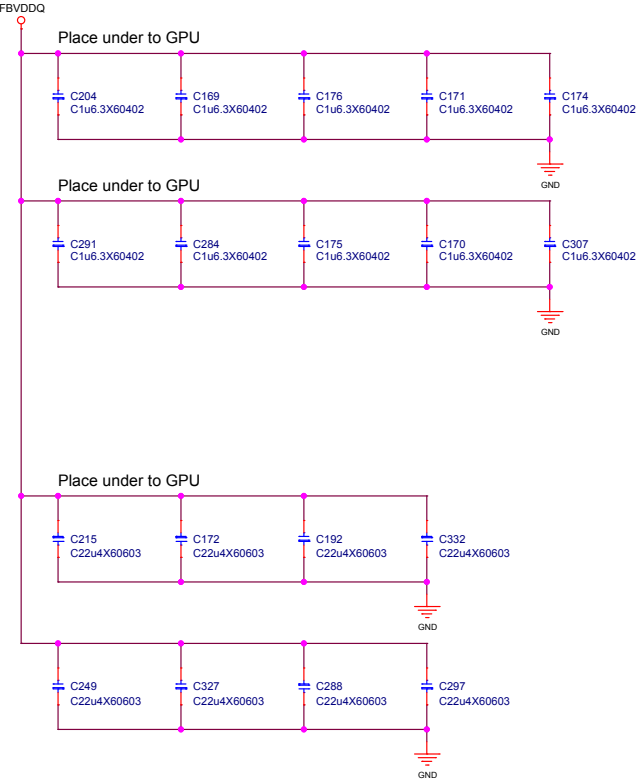 FBVDDQ
Place under to GPU
C204 C169 C176 C171 C174
C1u6.3X60402 C1u6.3X60402 C1u6.3X60402 C1u6.3X60402 C1u6.3X60402
GND
Place under to GPU
C291 C284 C175 C170 C307
C1u6.3X60402 C1u6.3X60402 C1u6.3X60402 C1u6.3X60402 C1u6.3X60402
GND
Place under to GPU
C215 C172 C192 C332
C22u4X60603 C22u4X60603 C22u4X60603 C22u4X60603
GND
C249 C327 C288 C297
C22u4X60603 C22u4X60603 C22u4X60603 C22u4X60603
GND